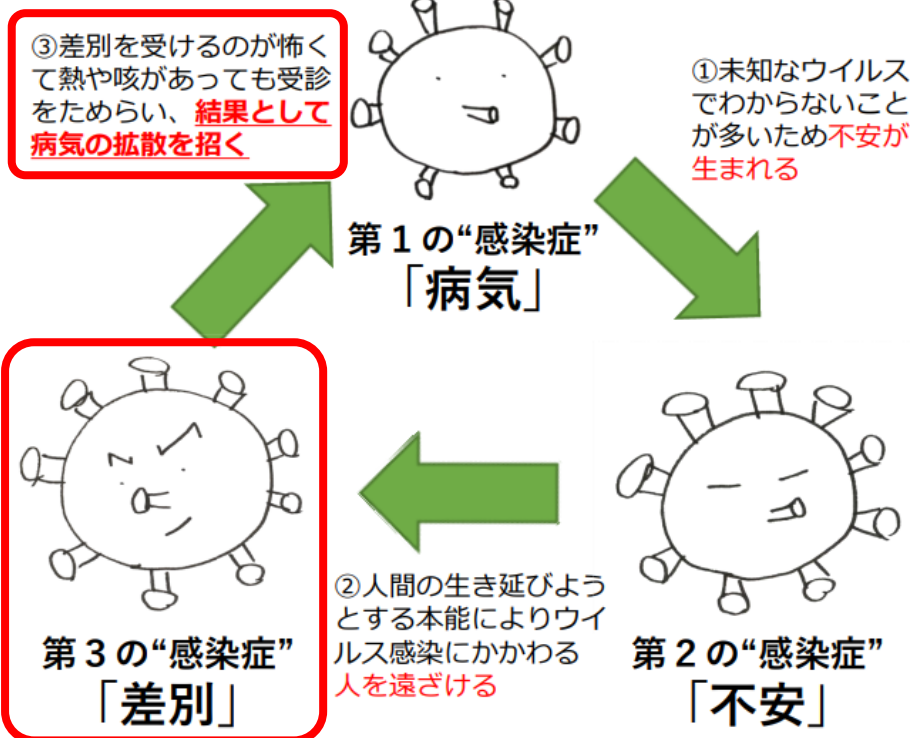 ③差別を受けるのが怖く
て熱や咳があっても受診
をためらい、結果として
病気の拡散を招く
①未知なウイルス
でわからないこと
が多いため不安が
生まれる
第1の“感染症”
「病気」
②人間の生き延びよう
とする本能によりウイ
ルス感染にかかわる
人を遠ざける
第3の“感染症”
「差別」
第2の“感染症”
「不安」